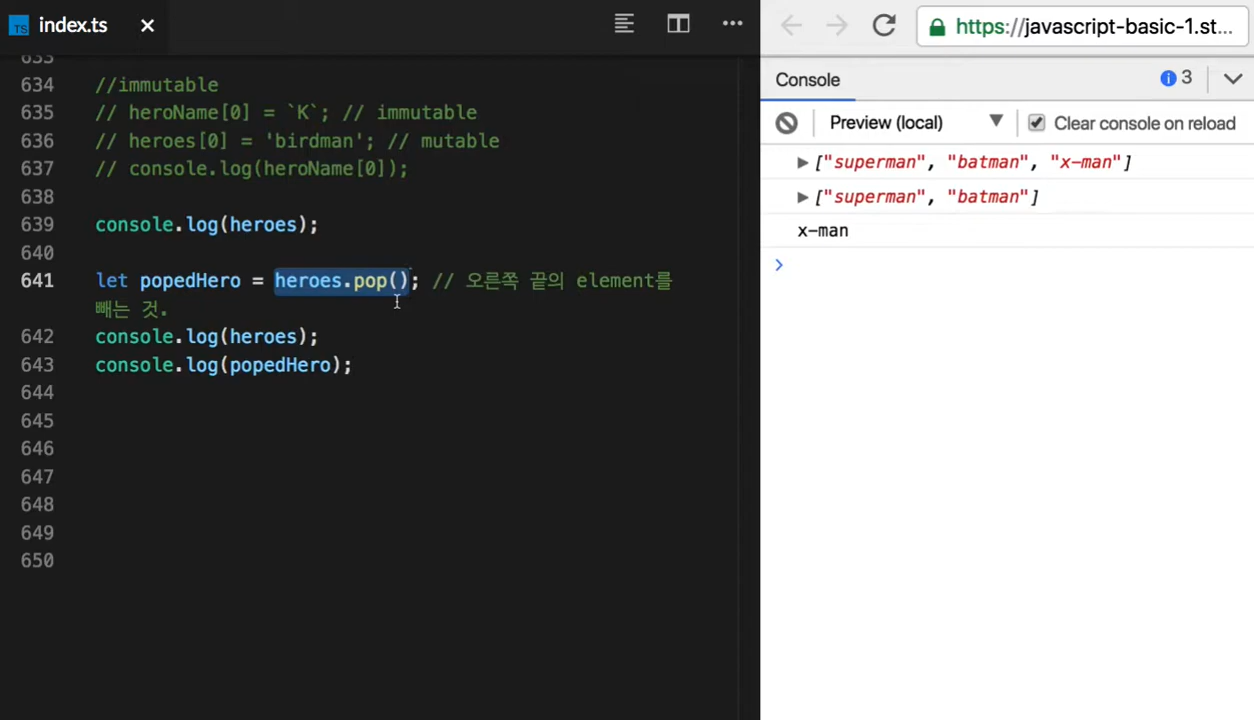 TS index.ts
633
634 //immutable
635 // heroName[0] = `K`; // immutable
636 // heroes[0] = 'birdman'; // mutable
637 // console.log(heroName[0]);
638
639 console.log(heroes);
640
641 let popedHero = heroes.pop(); // 오른쪽 끝의 element를
빼는 것.
642 console.log(heroes);
643 console.log(popedHero);
644
645
646
647
648
649
650
https://javascript-basic-1.st...
Console 3
Preview (local) Clear console on reload
["superman", "batman", "x-man"]
["superman", "batman"]
x-man